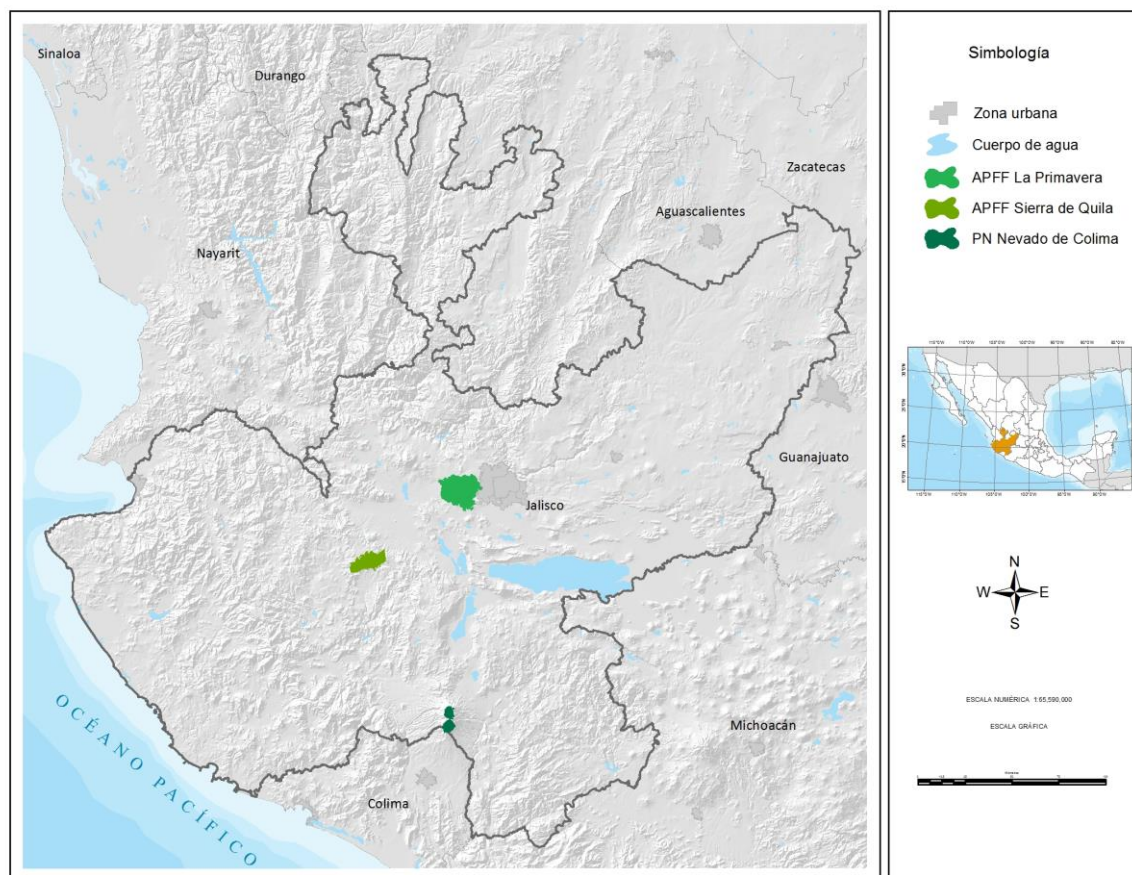 Sinaloa
Durango
Zacatecas
Aguascalientes
Nayarit
Guanajuato
Jalisco
Michoacán
Colima
OCÉANO PACÍFICO
Simbología
Zona urbana
Cuerpo de agua
APFF La Primavera
APFF Sierra de Quila
PN Nevado de Colima
N
W E
S
ESCALA NUMÉRICA 1:65,590,000
ESCALA GRÁFICA